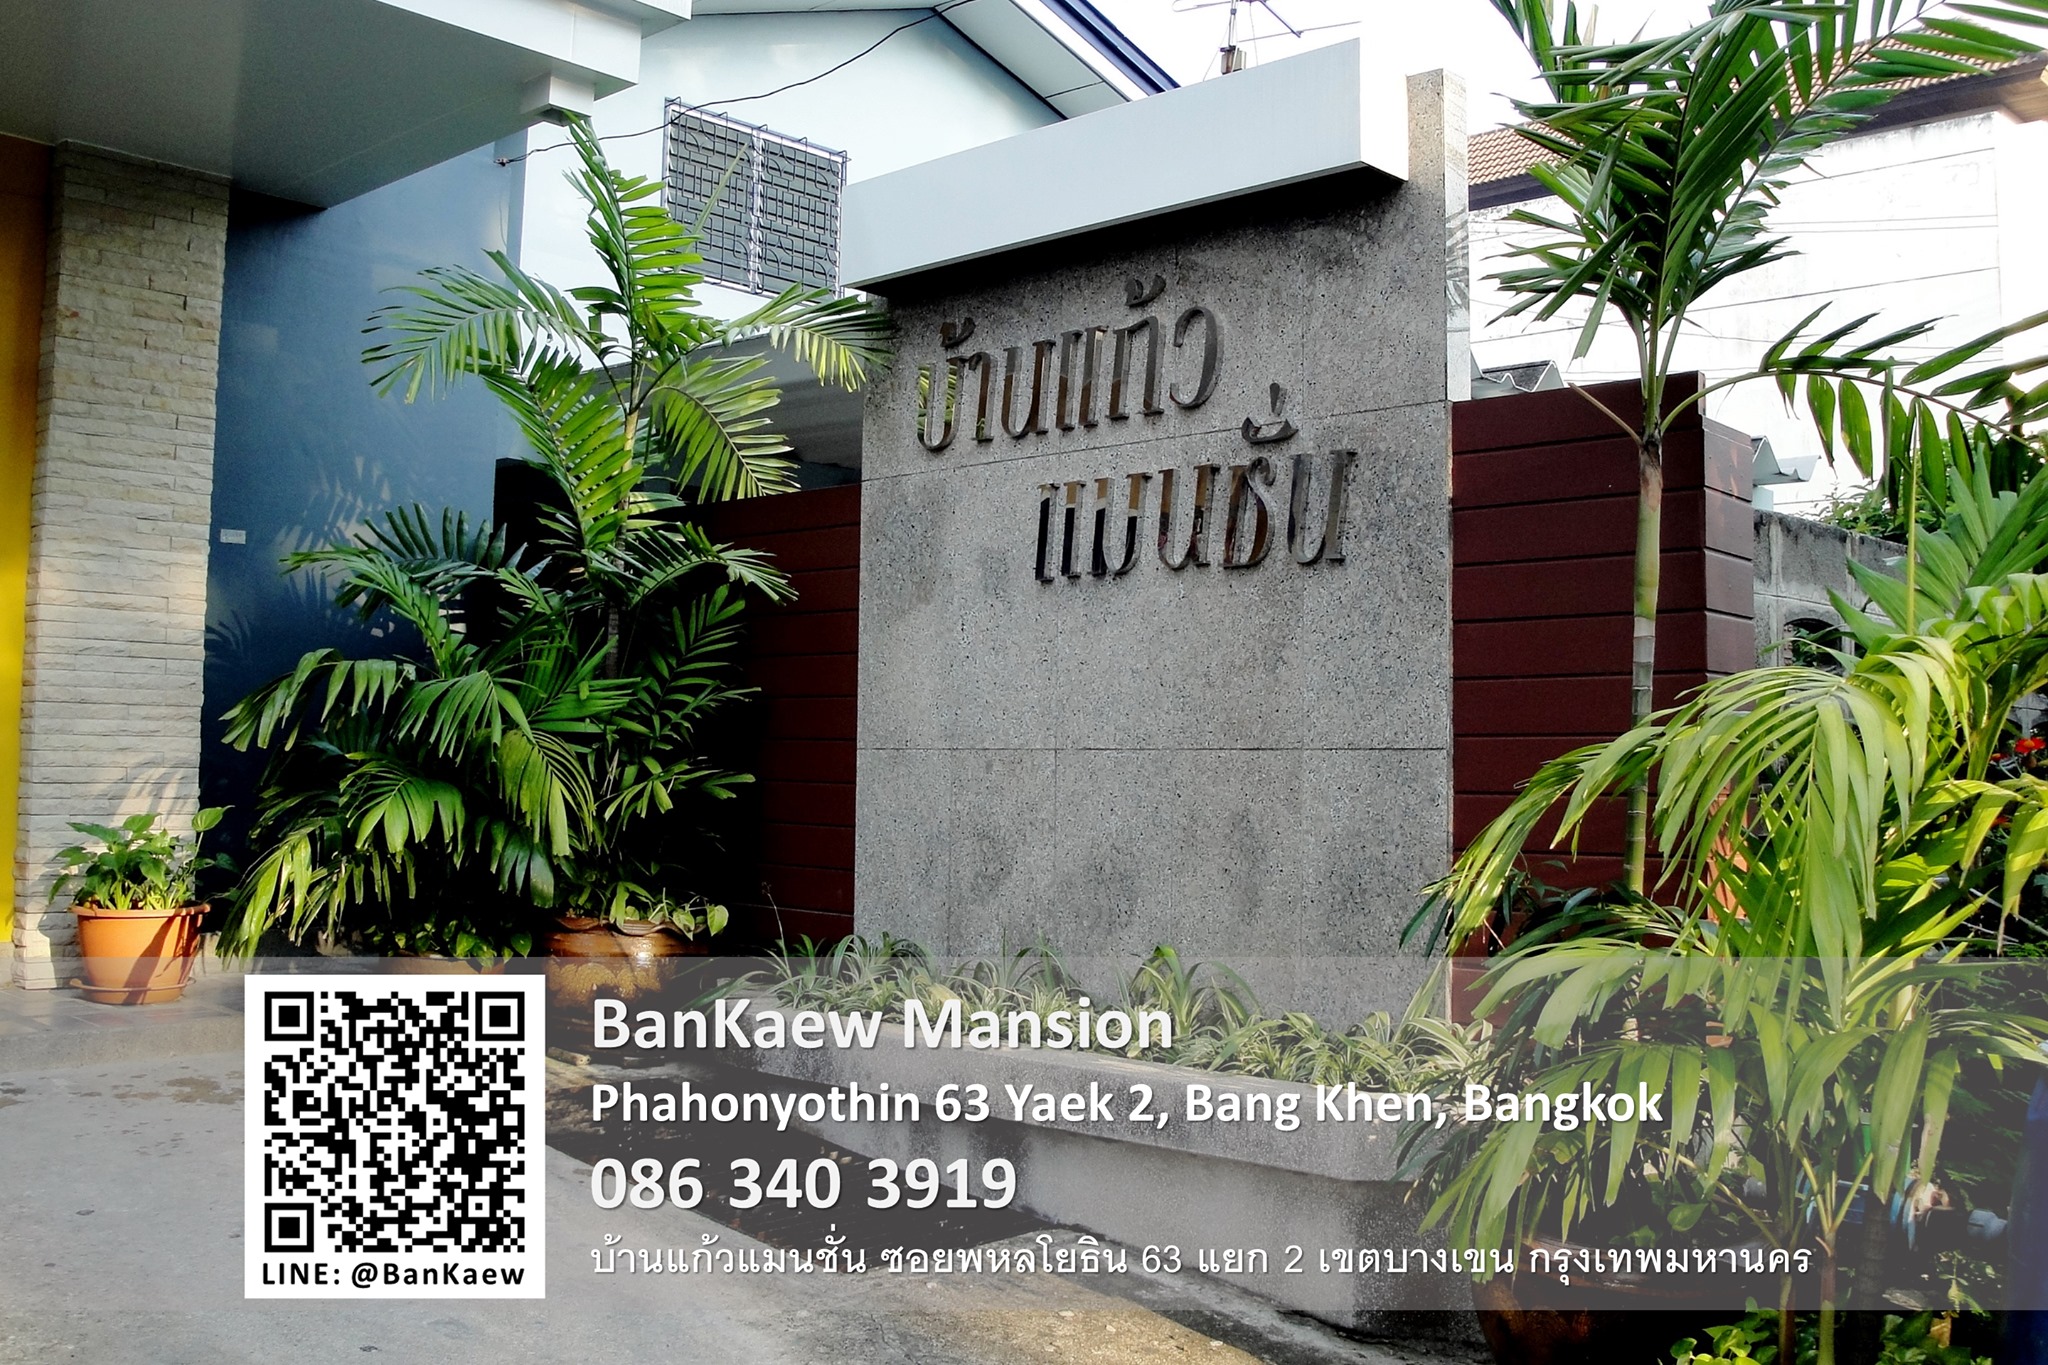 บ้านแก้ว
แมนชั่น
BanKaew Mansion
Phahonyothin 63 Yaek 2, Bang Khen, Bangkok
086 340 3919
บ้านแก้วแมนชั่น ซอยพหลโยธิน 63 แยก 2 เขตบางเขน กรุงเทพมหานคร
LINE: @BanKaew